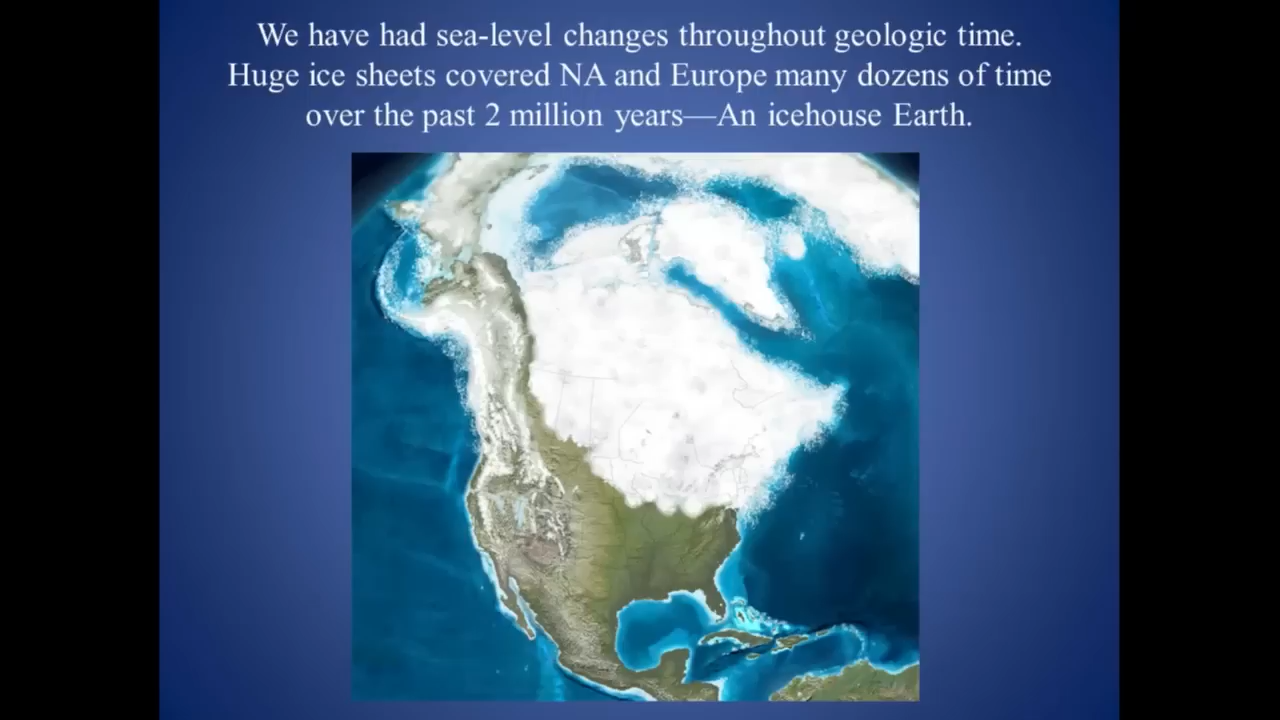 We have had sea-level changes throughout geologic time.
Huge ice sheets covered NA and Europe many dozens of time
over the past 2 million years—An icehouse Earth.